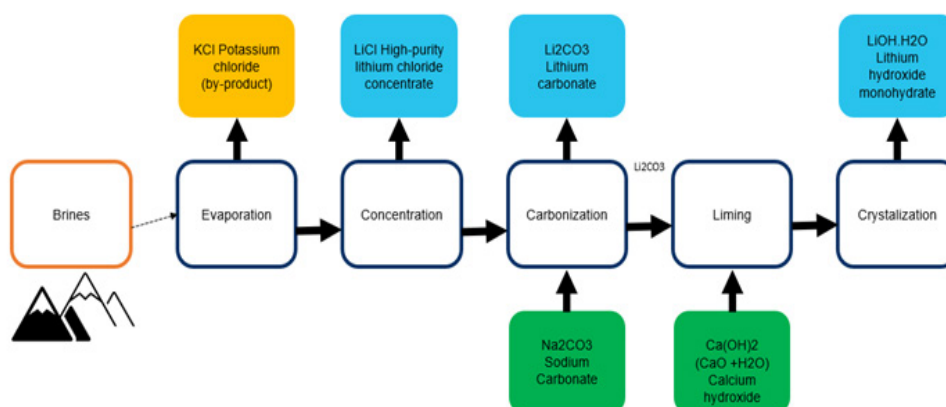 KCl Potassium
chloride
(by-product)
LiCl High-purity
lithium chloride
concentrate
Li2CO3
Lithium
carbonate
LiOH.H2O
Lithium
hydroxide
monohydrate
Brines
Evaporation
Concentration
Carbonization
Li2CO3
Liming
Crystalization
Na2CO3
Sodium
Carbonate
Ca(OH)2
(CaO +H2O)
Calcium
hydroxide